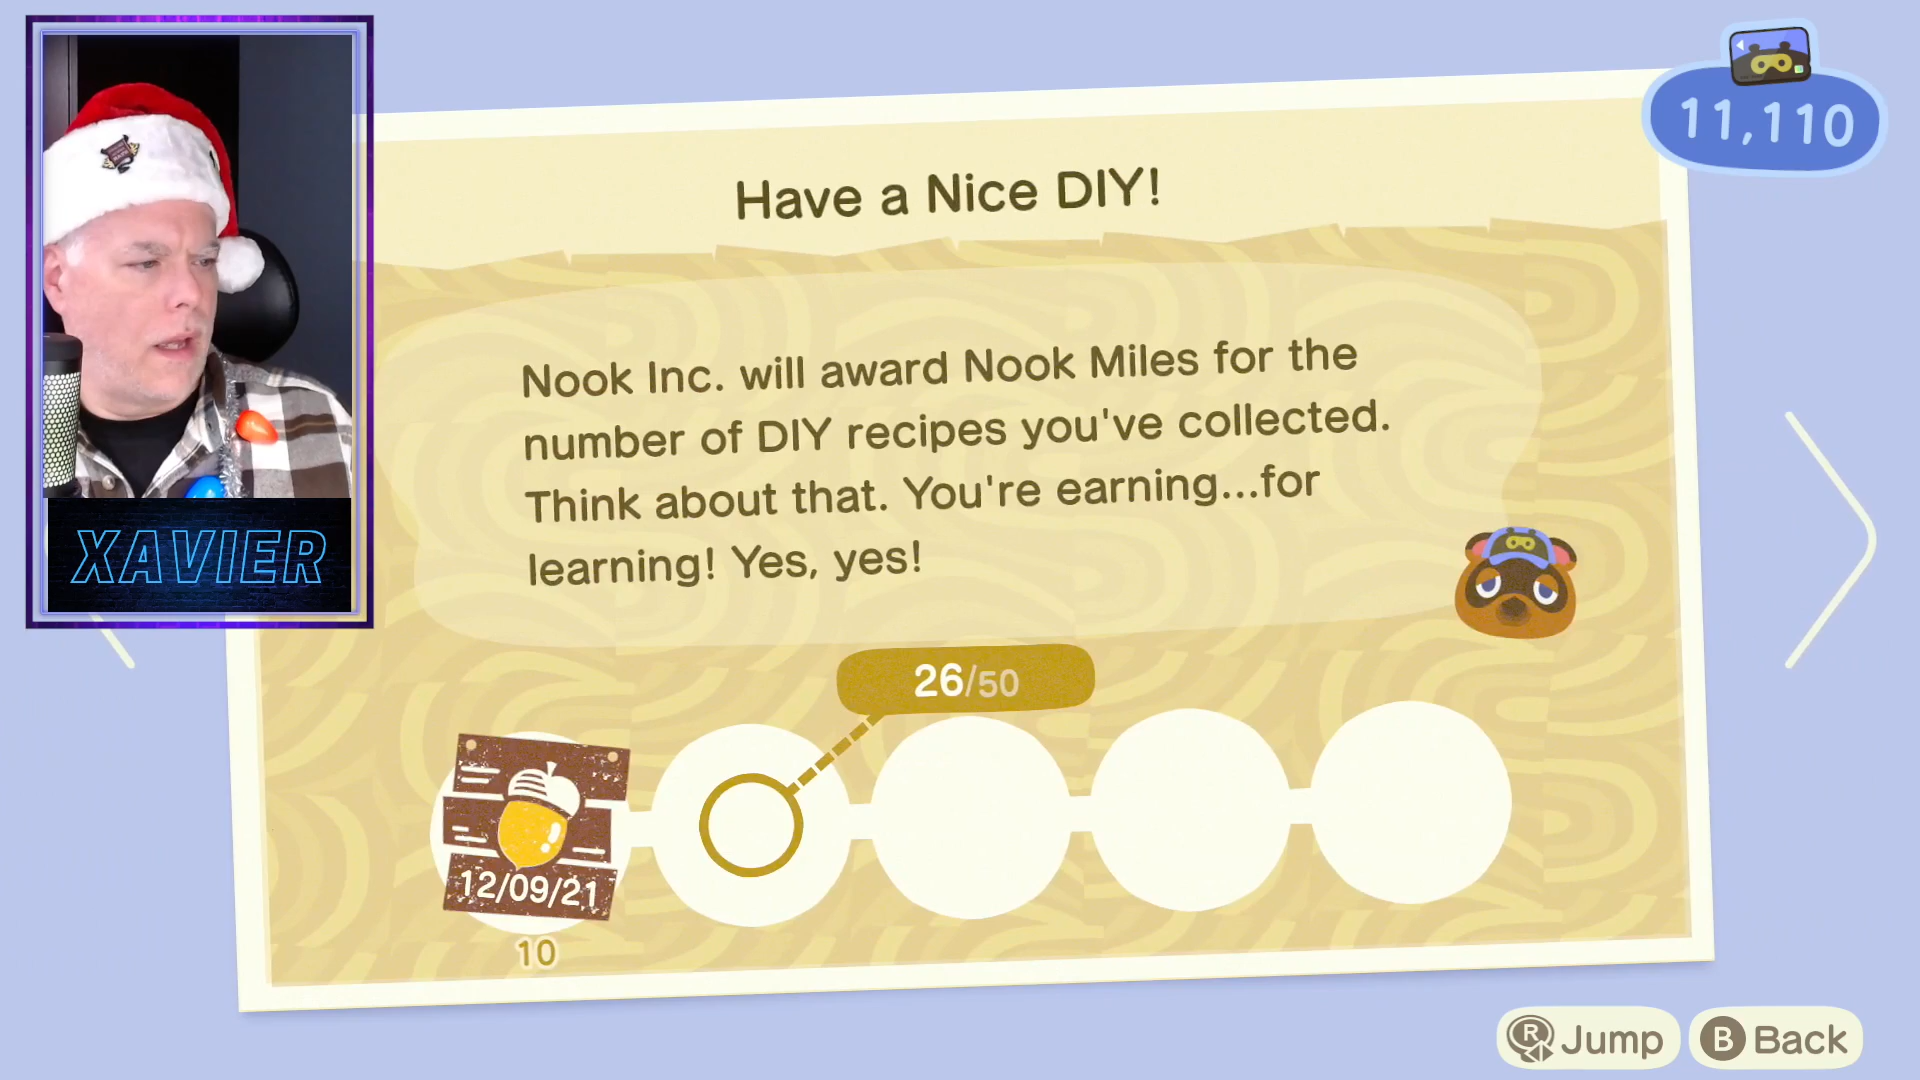 11,110
Have a Nice DIY!
Nook Inc. will award Nook Miles for the
number of DIY recipes you've collected.
Think about that. You're earning...for
learning! Yes, yes!
XAVIER
26/50
12/09/21
10
R Jump
B Back